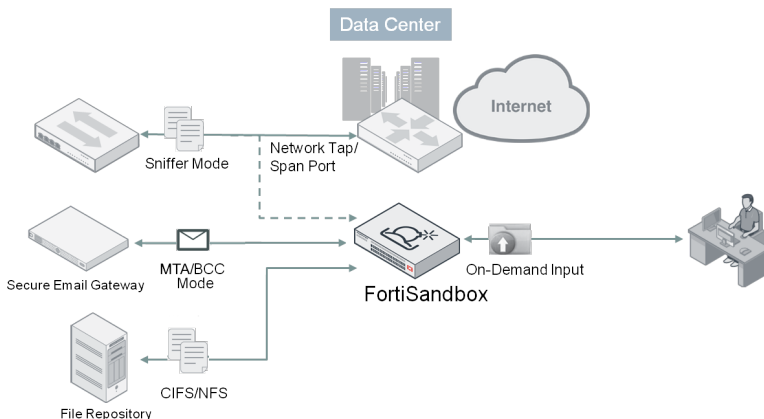 Data Center
Internet
Sniffer Mode
Network Tap/
Span Port
Secure Email Gateway
MTA/BCC
Mode
On-Demand Input
FortiSandbox
CIFS/NFS
File Repository